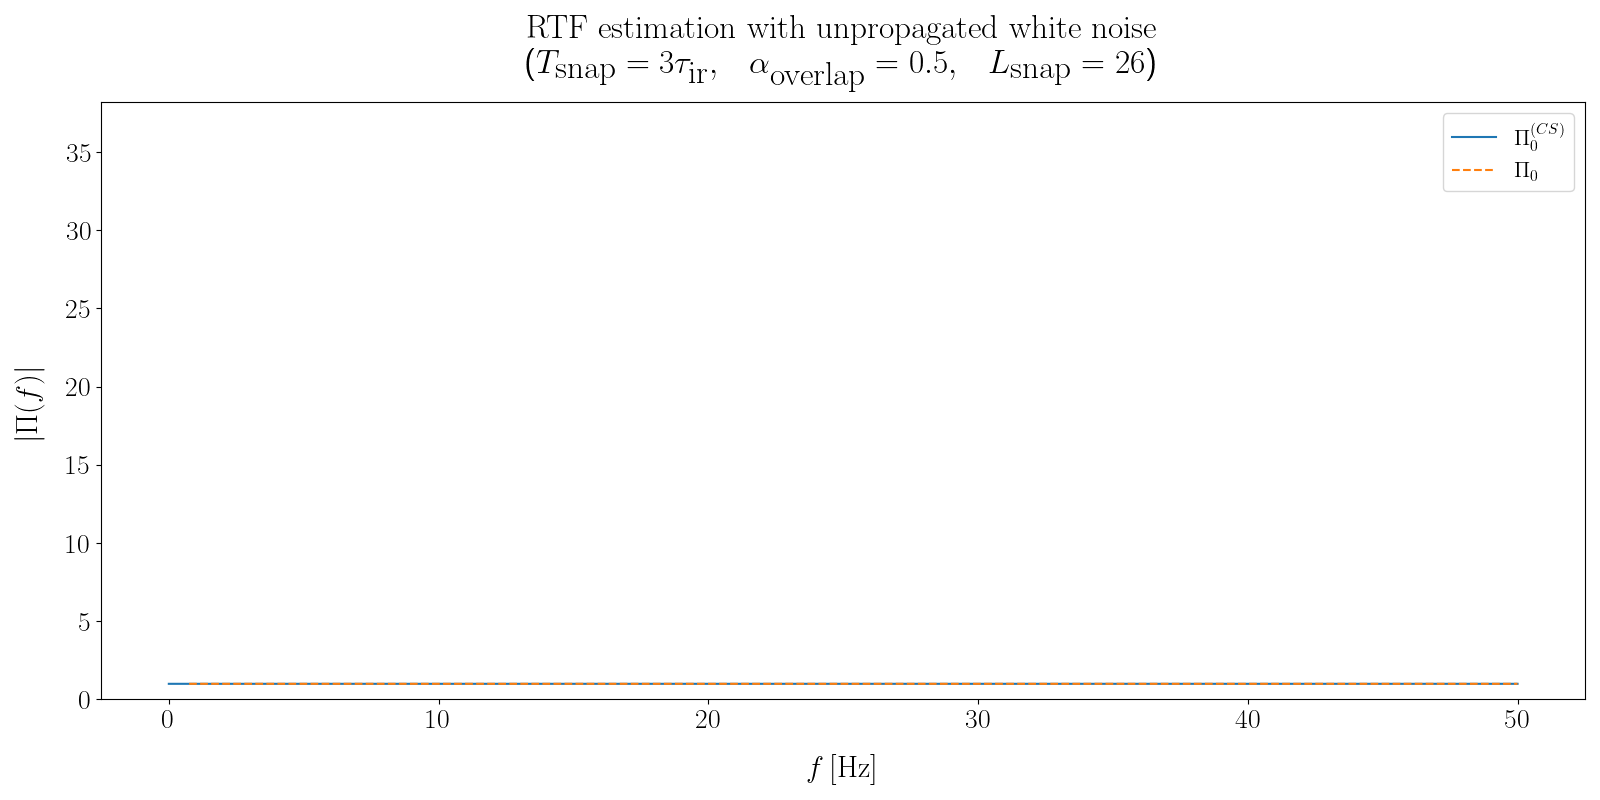 RTF estimation with unpropagated white noise
(T_snap = 3τ_ir, α_overlap = 0.5, L_snap = 26)
Π_0^(CS)
Π_0
35
30
25
20
15
10
5
0
|Π(f)|
0 10 20 30 40 50
f [Hz]